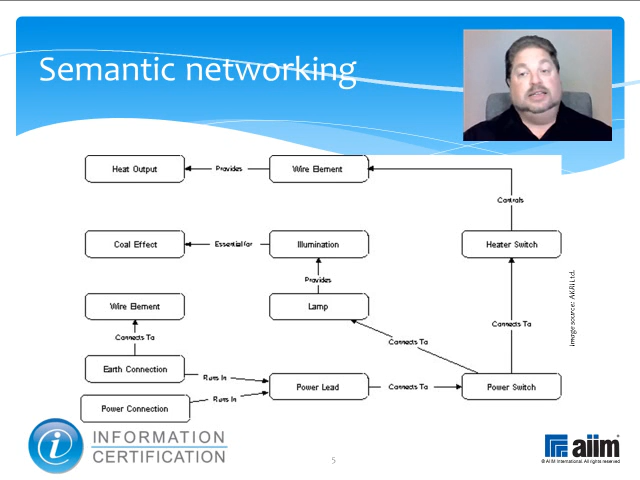 Semantic networking
Heat Output
Provides
Wire Element
Controls
Coal Effect
Essential for
Illumination
Heater Switch
Provides
Wire Element
Lamp
Connects To
Connects To
Connects To
Earth Connection
Runs In
Power Lead
Connects To
Power Switch
Power Connection
Runs In
Image source: AKRI Ltd.
i
INFORMATION
CERTIFICATION
5
aiim
© AIIM International. All rights reserved